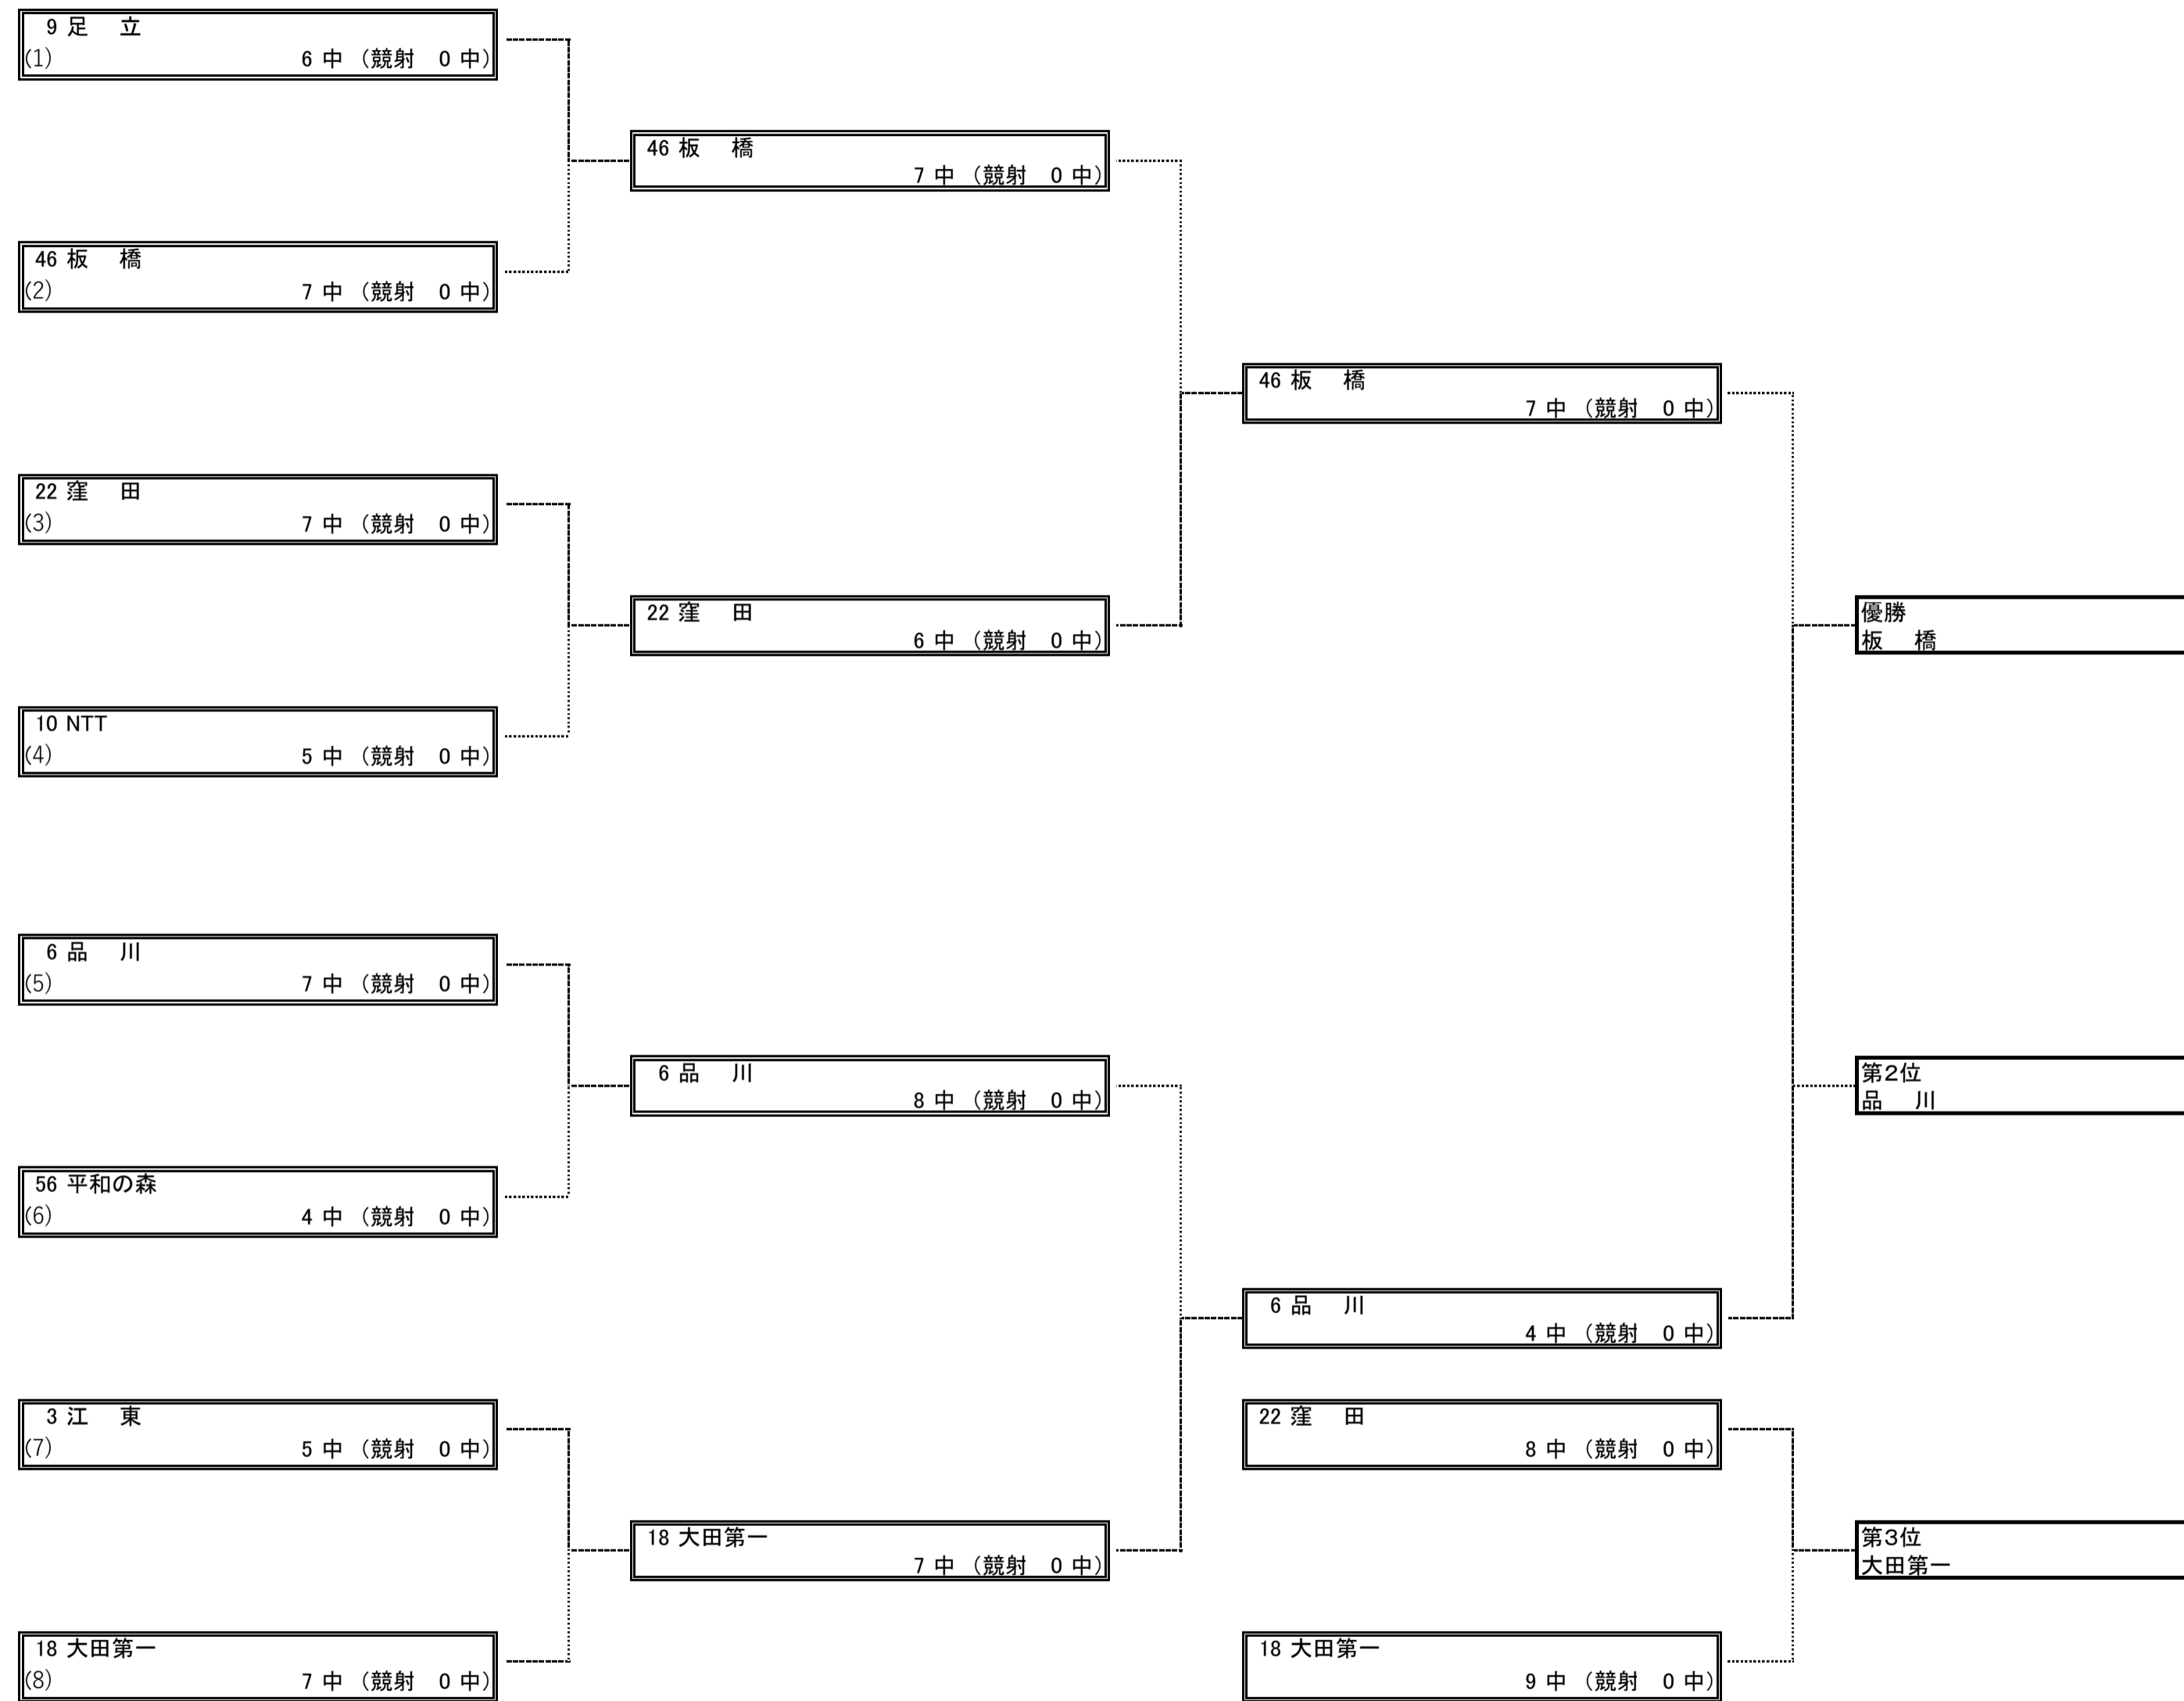 9 足　立
(1)　6 中 （競射　0 中）
46 板　橋
7 中 （競射　0 中）
46 板　橋
(2)　7 中 （競射　0 中）
46 板　橋
7 中 （競射　0 中）
22 窪　田
(3)　7 中 （競射　0 中）
22 窪　田
6 中 （競射　0 中）
優勝
板　橋
10 NTT
(4)　5 中 （競射　0 中）
6 品　川
(5)　7 中 （競射　0 中）
6 品　川
8 中 （競射　0 中）
第2位
品　川
56 平和の森
(6)　4 中 （競射　0 中）
6 品　川
4 中 （競射　0 中）
3 江　東
(7)　5 中 （競射　0 中）
22 窪　田
8 中 （競射　0 中）
18 大田第一
7 中 （競射　0 中）
第3位
大田第一
18 大田第一
(8)　7 中 （競射　0 中）
18 大田第一
9 中 （競射　0 中）